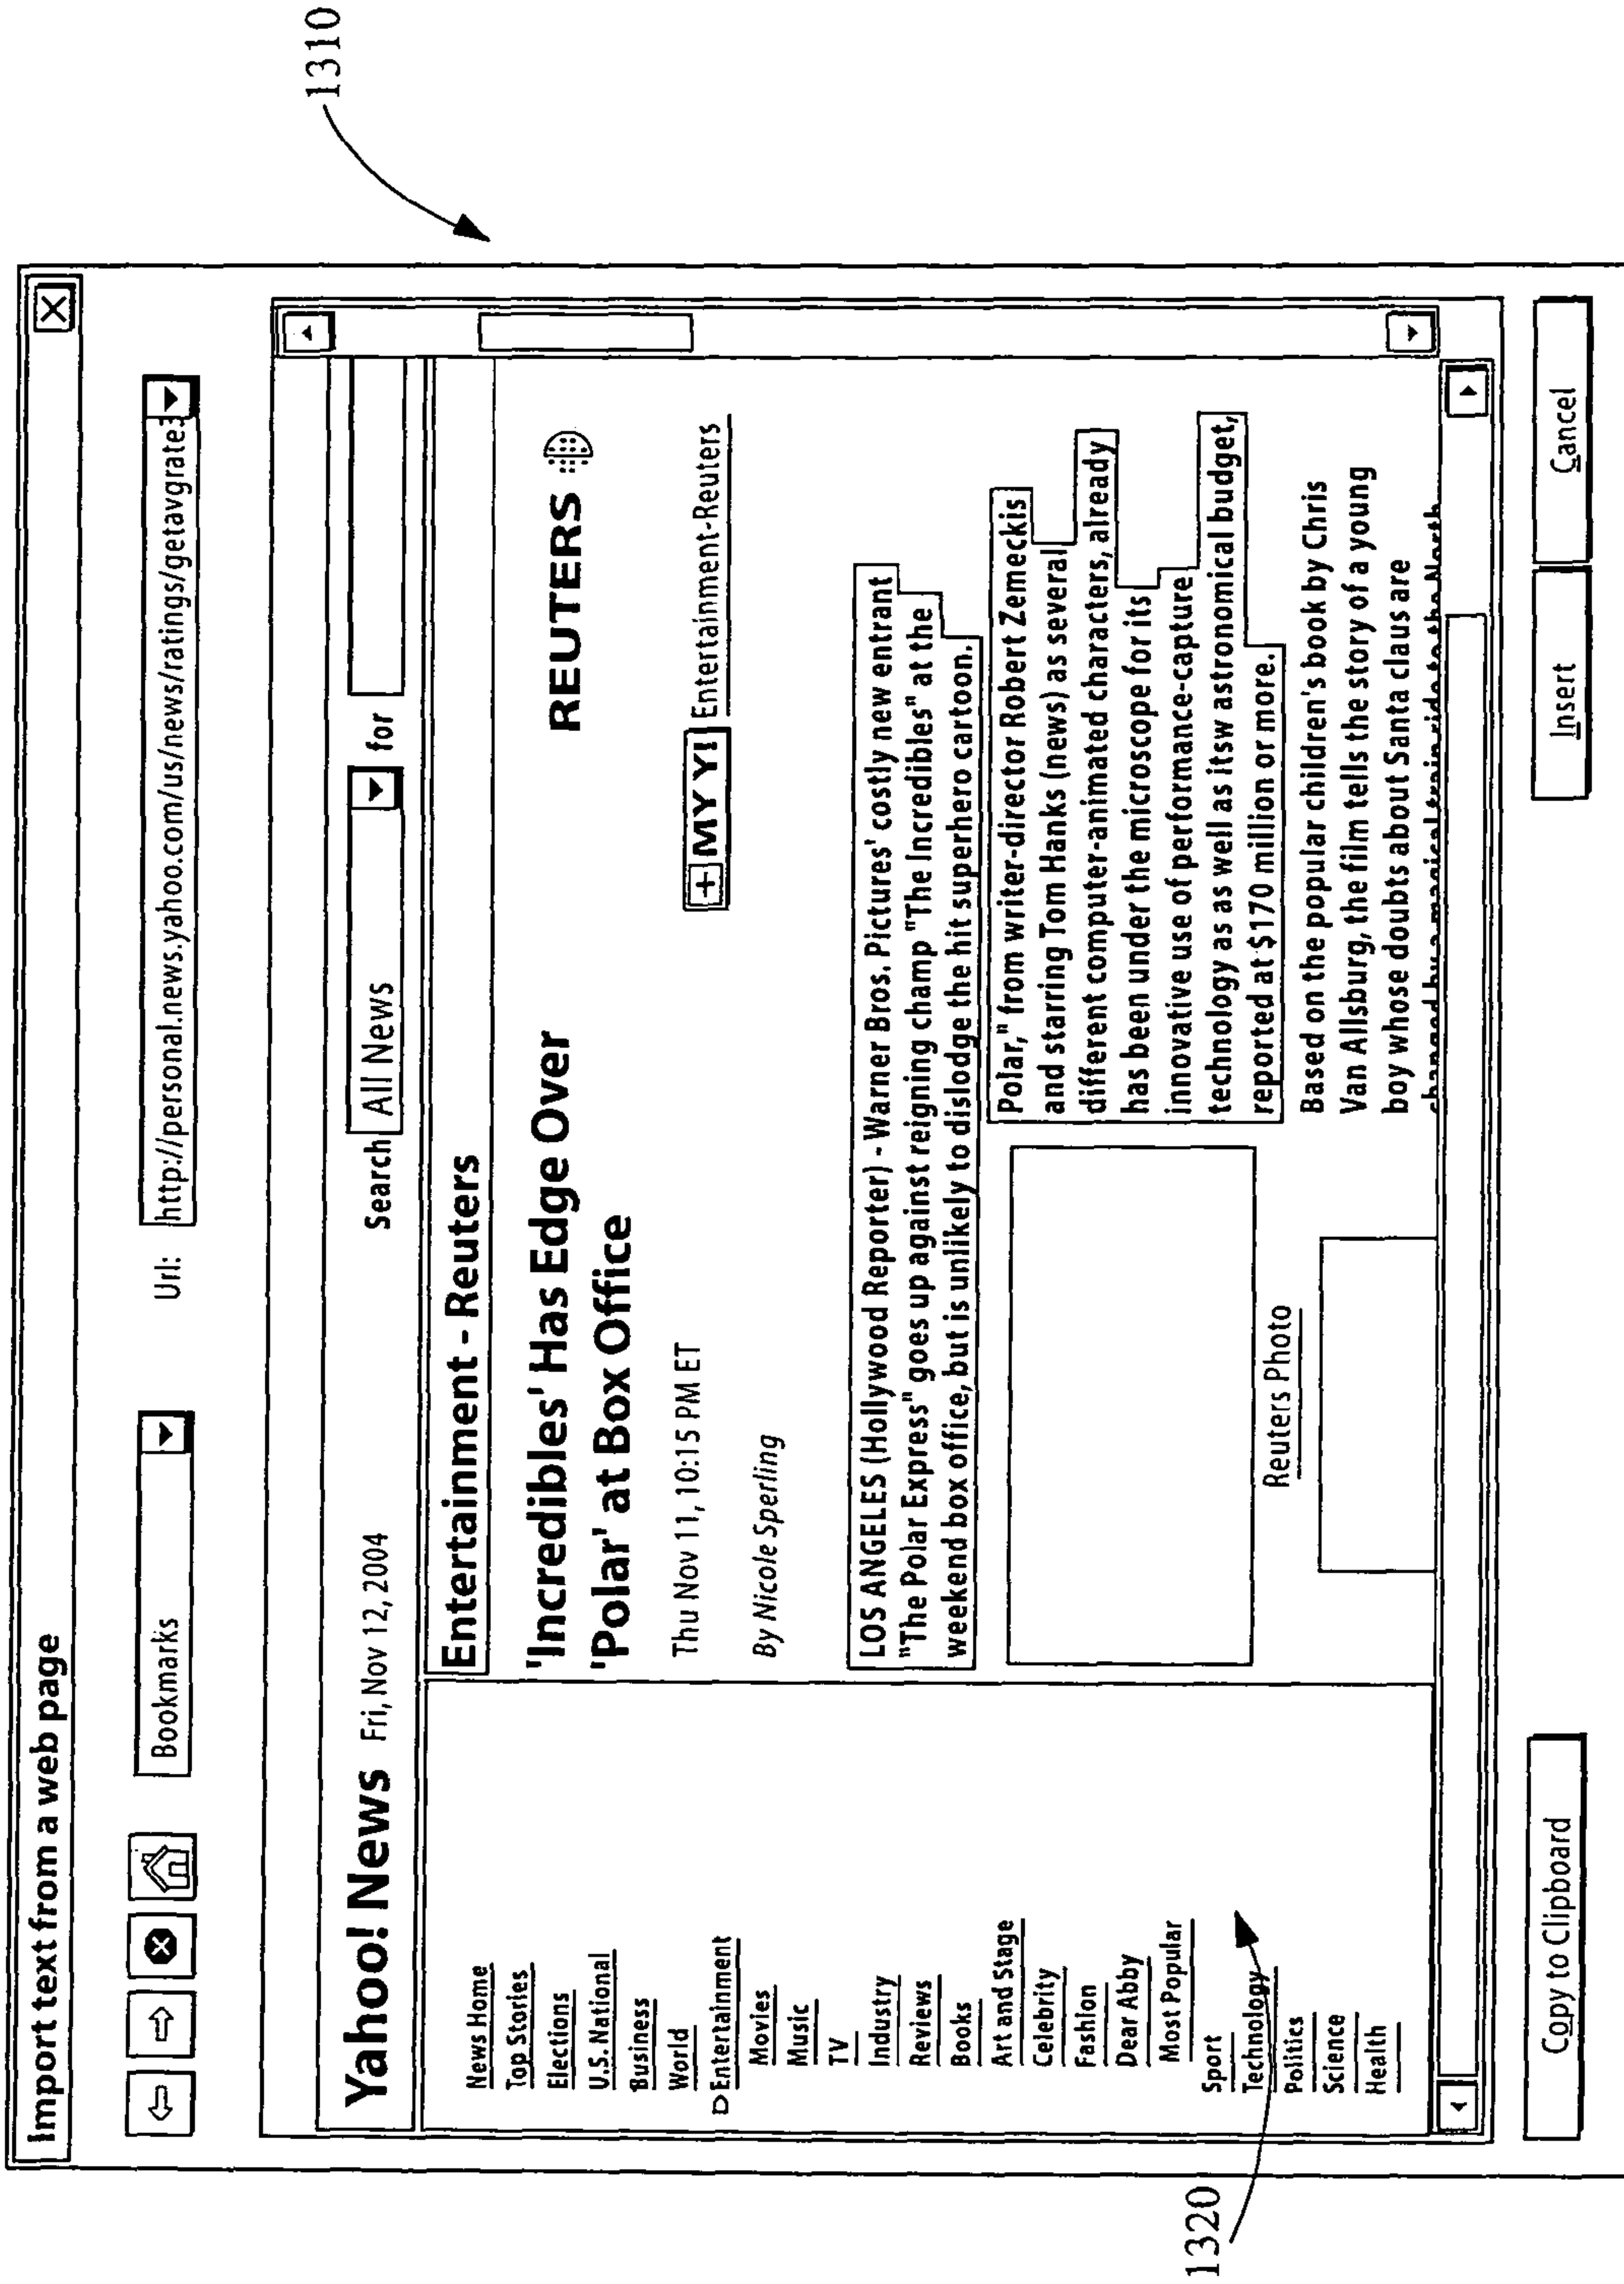 1310
Import text from a web page
Bookmarks
Url: http://personal.news.yahoo.com/us/news/ratings/getavgrate3
Yahoo! News Fri, Nov 12, 2004
Search All News for
News Home
Top Stories
Elections
U.S. National
Business
World
Entertainment
Movies
Music
TV
Industry
Reviews
Books
Art and Stage
Celebrity
Fashion
Dear Abby
Most Popular
Sport
Technology
Politics
Science
Health
Entertainment - Reuters
'Incredibles' Has Edge Over
'Polar' at Box Office
REUTERS
Thu Nov 11, 10:15 PM ET
+MY Y! Entertainment-Reuters
By Nicole Sperling
LOS ANGELES (Hollywood Reporter) - Warner Bros. Pictures' costly new entrant
"The Polar Express" goes up against reigning champ "The Incredibles" at the
weekend box office, but is unlikely to dislodge the hit superhero cartoon.
Polar," from writer-director Robert Zemeckis
and starring Tom Hanks (news) as several
different computer-animated characters, already
has been under the microscope for its
innovative use of performance-capture
technology as as well as itsw astronomical budget,
reported at $170 million or more.
Reuters Photo
Based on the popular children's book by Chris
Van Allsburg, the film tells the story of a young
boy whose doubts about Santa claus are
changed by a magical train ride to the North
Copy to Clipboard
Insert
Cancel
1320